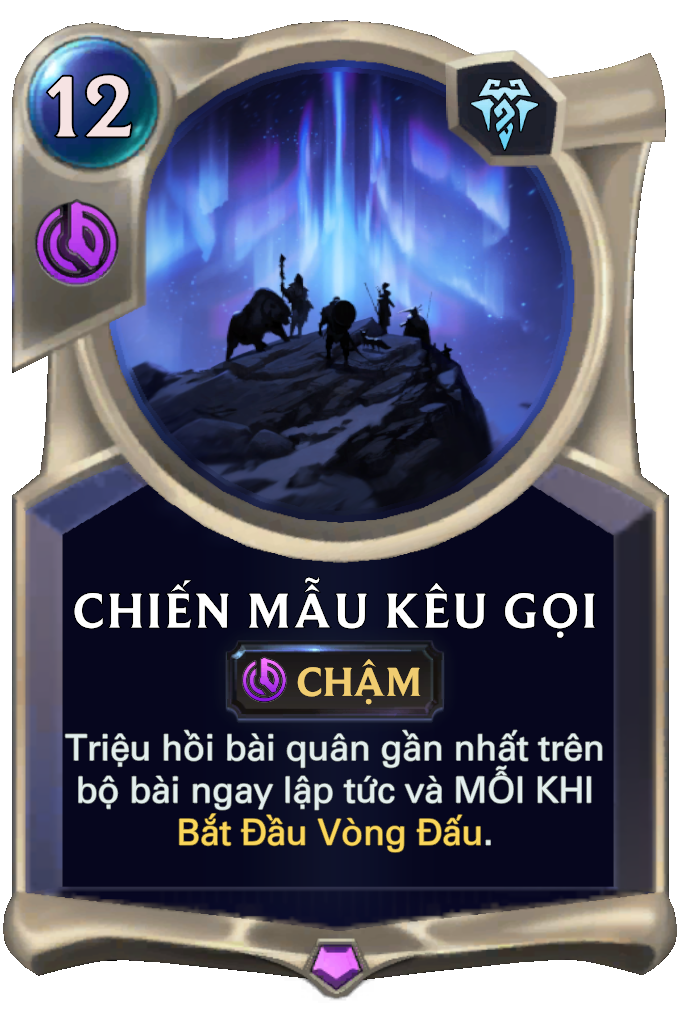 12
CHIẾN MẪU KÊU GỌI
CHẬM
Triệu hồi bài quân gần nhất trên
bộ bài ngay lập tức và MỖI KHI
Bắt Đầu Vòng Đấu.